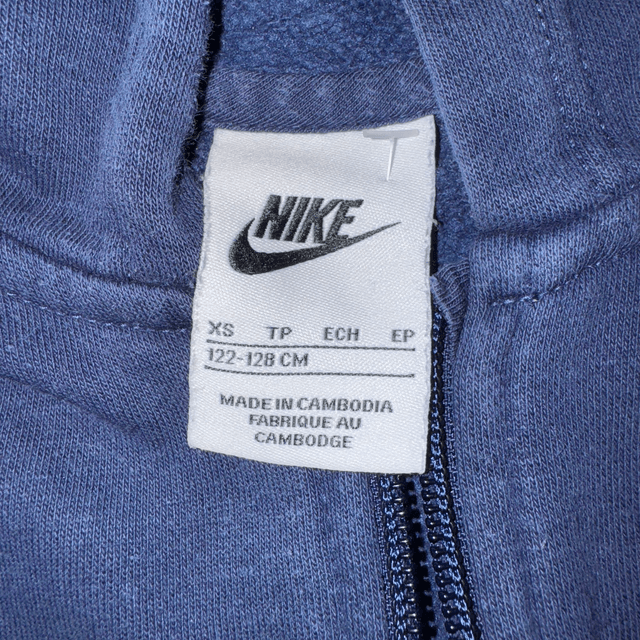 NIKE
XS TP ECH EP
122-128 CM
MADE IN CAMBODIA
FABRIQUE AU
CAMBODGE